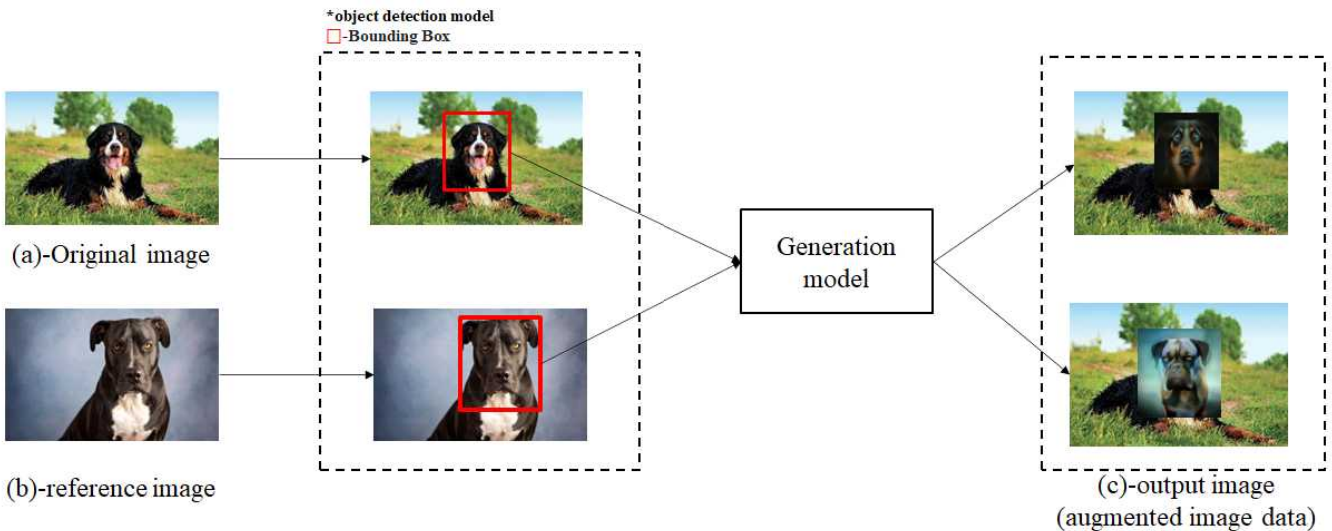 *object detection model
□-Bounding Box
(a)-Original image
Generation
model
(b)-reference image
(c)-output image
(augmented image data)